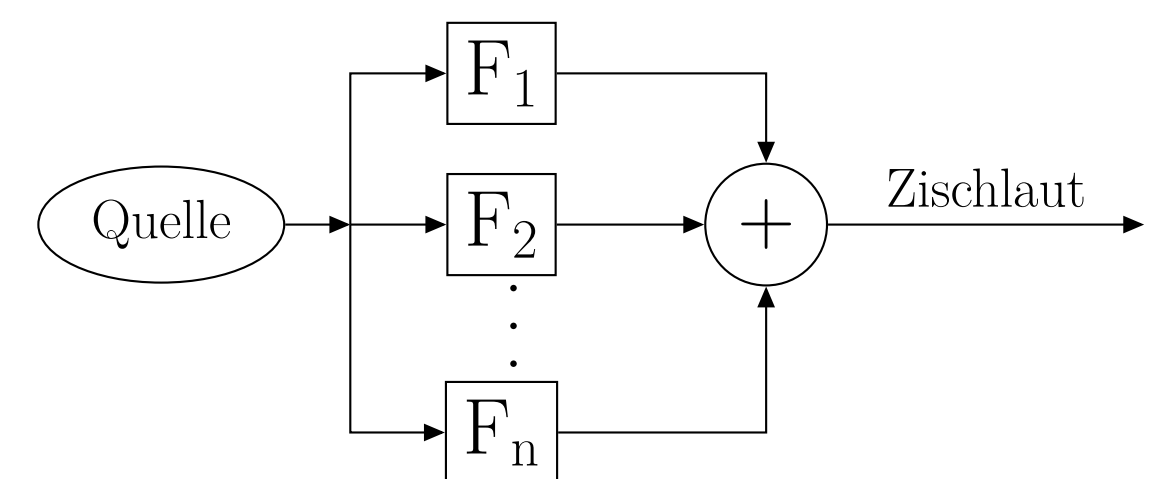 F1
Quelle
F2
+
Zischlaut
.
.
.
Fn